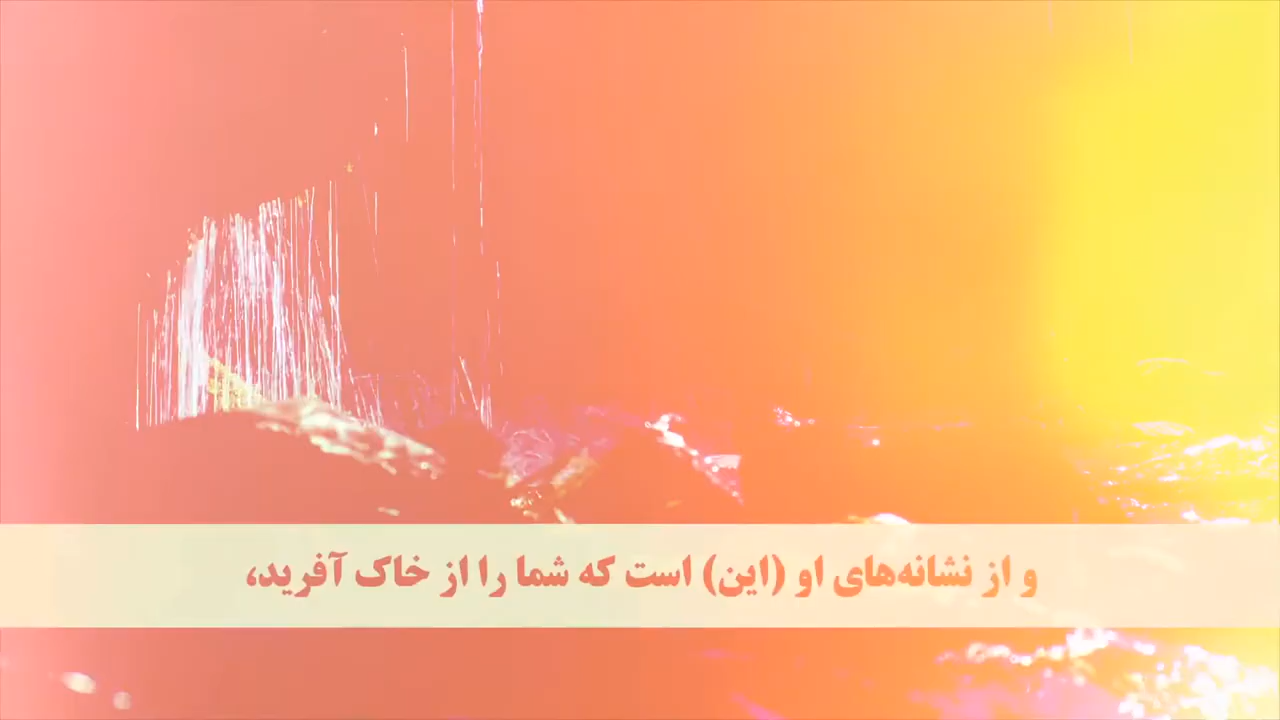 و از نشانه‌های او (این) است که شما را از خاک آفرید،